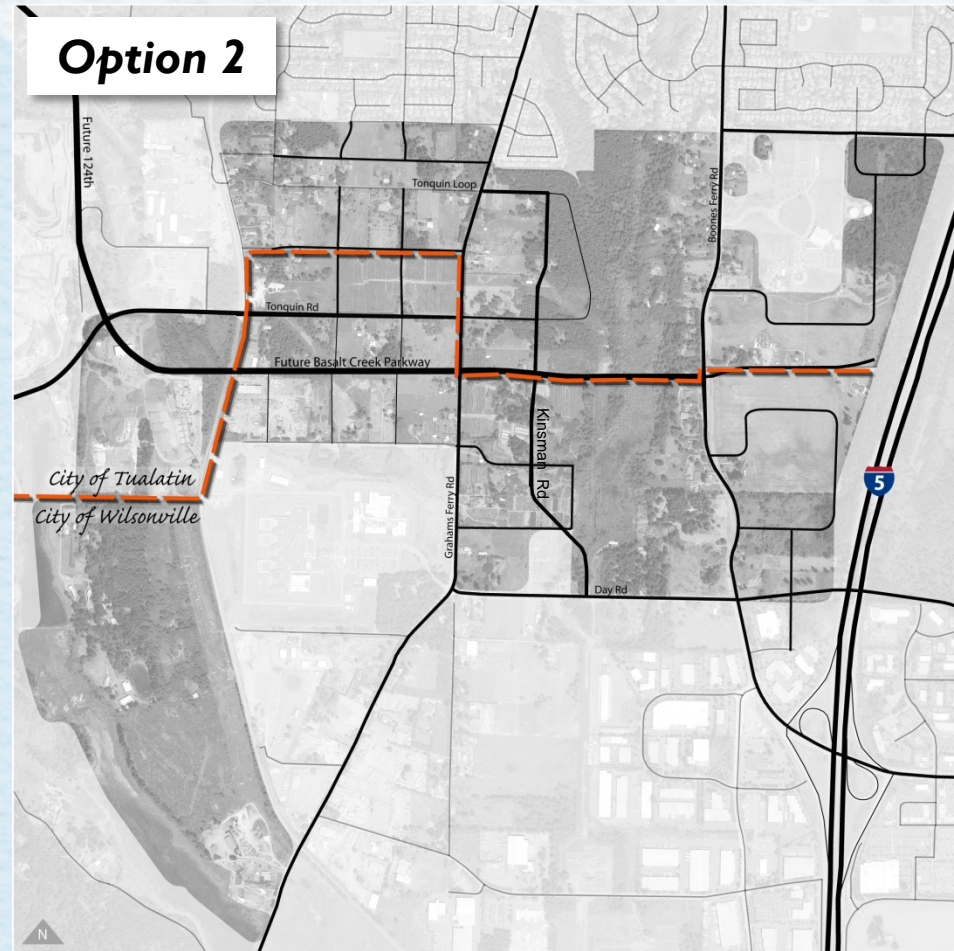 Option 2
Future 124th
Tonquin Loop
Boones Ferry Rd
Tonquin Rd
Future Basalt Creek Parkway
Kinsman Rd
City of Tualatin
City of Wilsonville
Grahams Ferry Rd
5
Day Rd
N